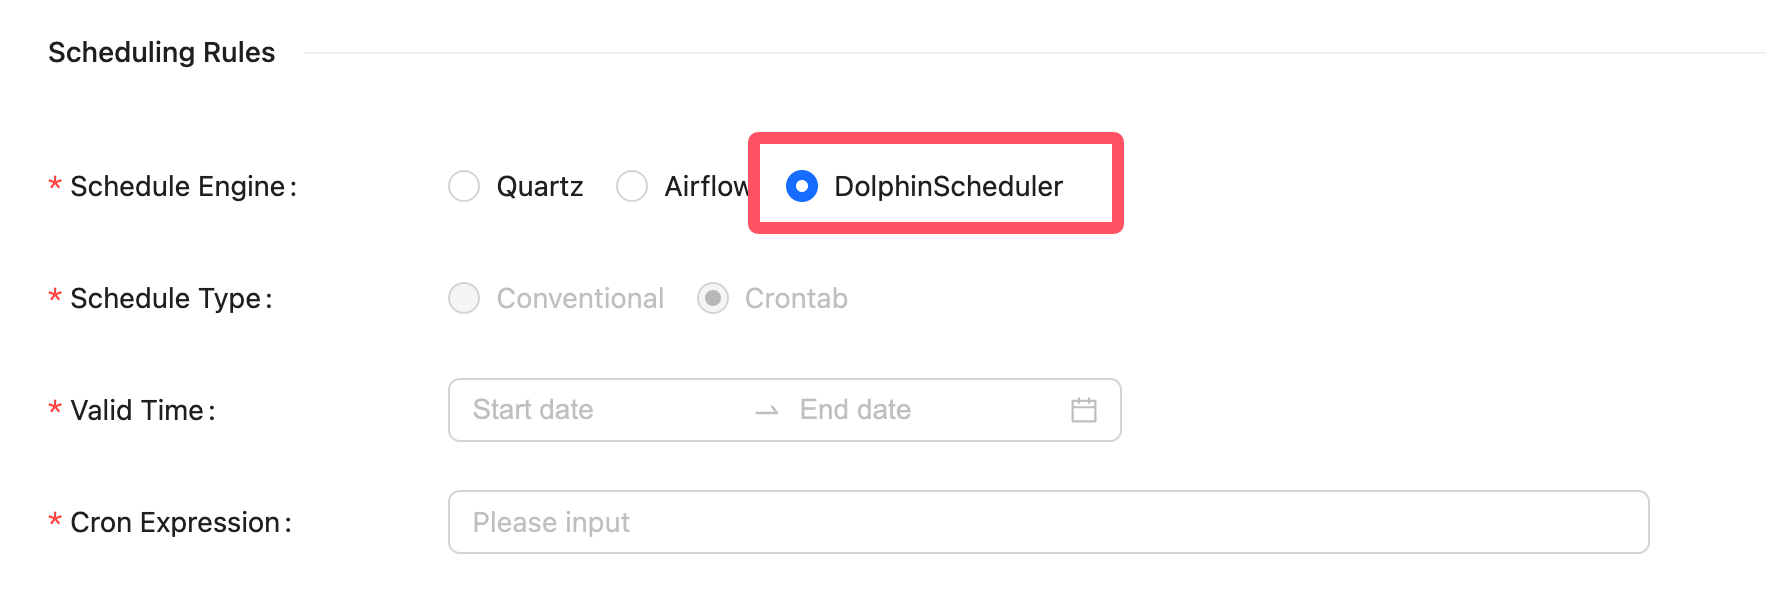 Scheduling Rules
* Schedule Engine: Quartz Airflow DolphinScheduler
* Schedule Type: Conventional Crontab
* Valid Time: Start date → End date
* Cron Expression: Please input